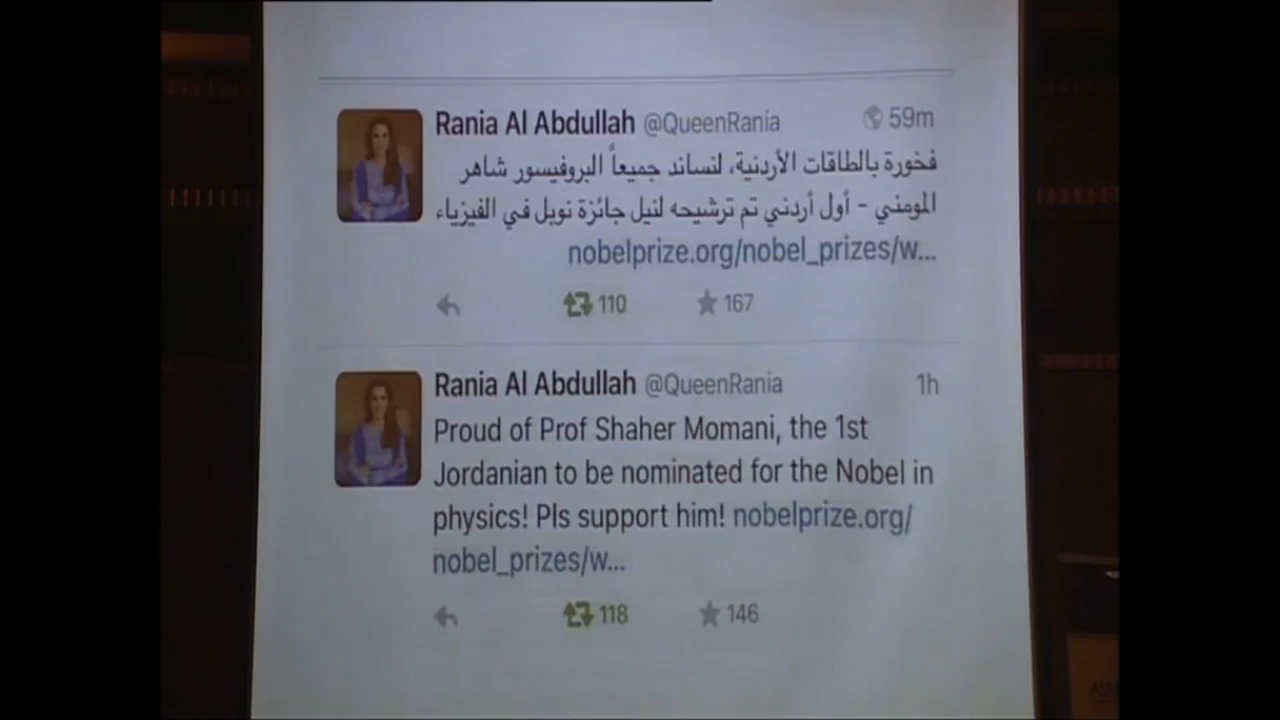 Rania Al Abdullah @QueenRania 59m
فخورة بالطاقات الأردنية، لنساند جميعاً البروفيسور شاهر
المومني - أول أردني تم ترشيحه لنيل جائزة نوبل في الفيزياء
nobelprize.org/nobel_prizes/w...
110 167
Rania Al Abdullah @QueenRania 1h
Proud of Prof Shaher Momani, the 1st
Jordanian to be nominated for the Nobel in
physics! Pls support him! nobelprize.org/
nobel_prizes/w...
118 146